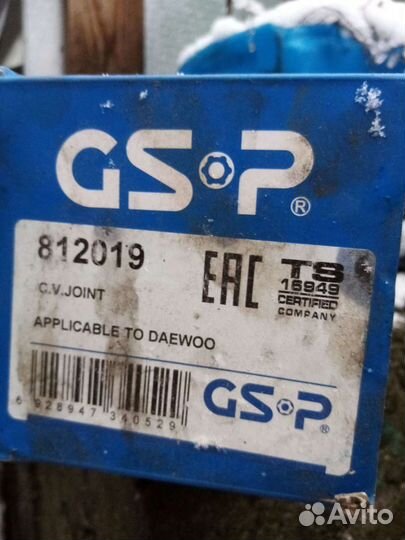 GSP®
812019
C.V.JOINT
APPLICABLE TO DAEWOO
EAC
TS
16949
CERTIFIED
COMPANY
6 928947 340529
GSP®
Avito